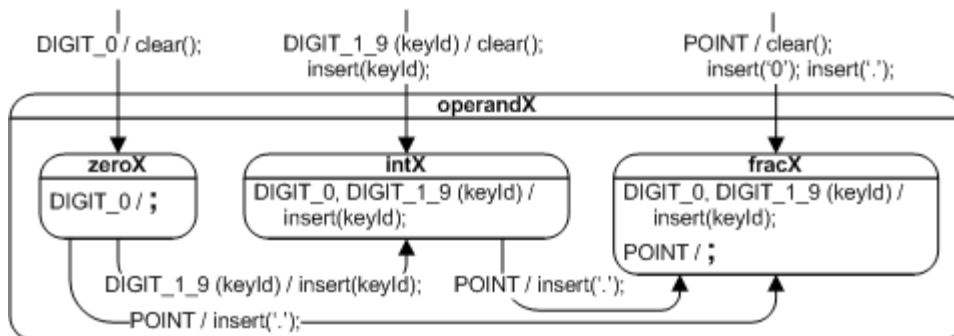 DIGIT_0 / clear();
DIGIT_1_9 (keyId) / clear();
insert(keyId);
POINT / clear();
insert(‘0’); insert(‘.’);
operandX
zeroX
DIGIT_0 / ;
intX
DIGIT_0, DIGIT_1_9 (keyId) /
insert(keyId);
fracX
DIGIT_0, DIGIT_1_9 (keyId) /
insert(keyId);
POINT / ;
DIGIT_1_9 (keyId) / insert(keyId);
POINT / insert(‘.’);
POINT / insert(‘.’);